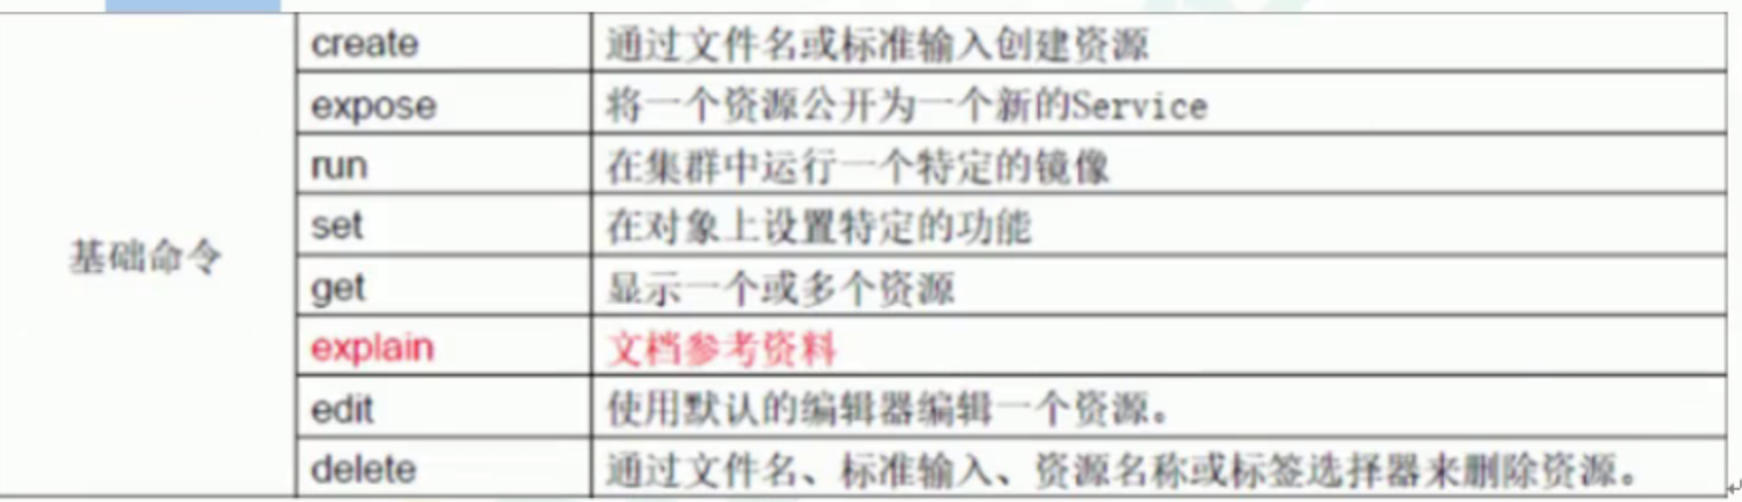 create 通过文件名或标准输入创建资源
expose 将一个资源公开为一个新的Service
run 在集群中运行一个特定的镜像
set 在对象上设置特定的功能
基础命令
get 显示一个或多个资源
explain 文档参考资料
edit 使用默认的编辑器编辑一个资源。
delete 通过文件名、标准输入、资源名称或标签选择器来删除资源。